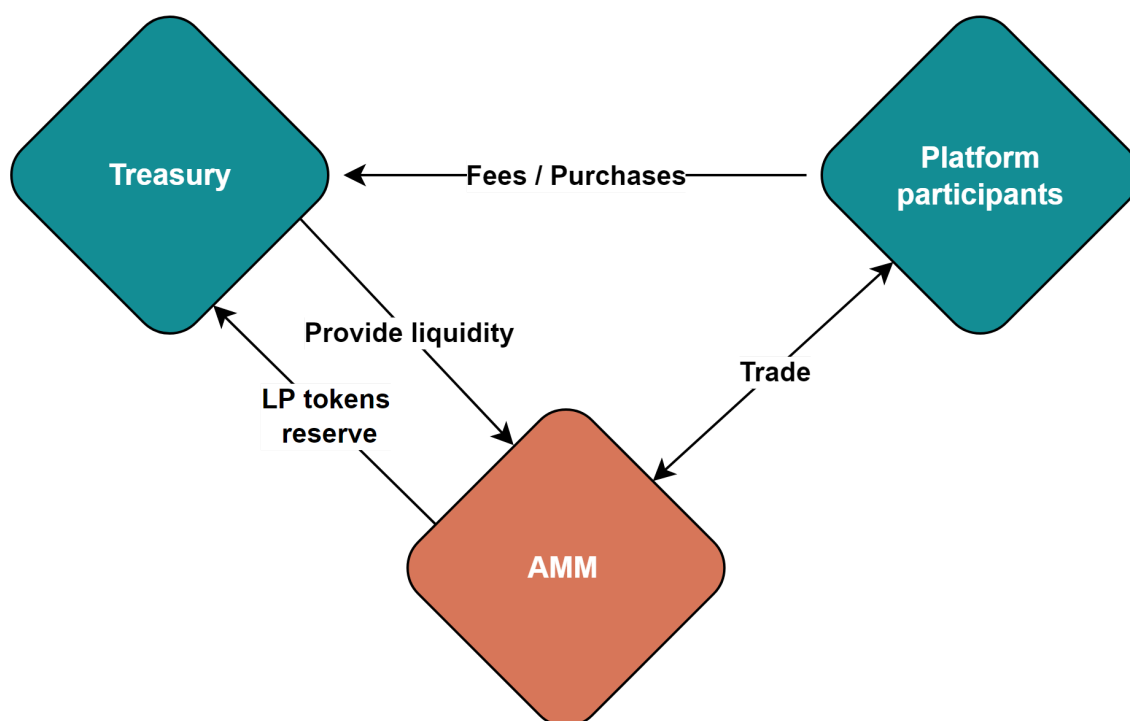 Treasury
Fees / Purchases
Platform
participants
Provide liquidity
LP tokens
reserve
Trade
AMM